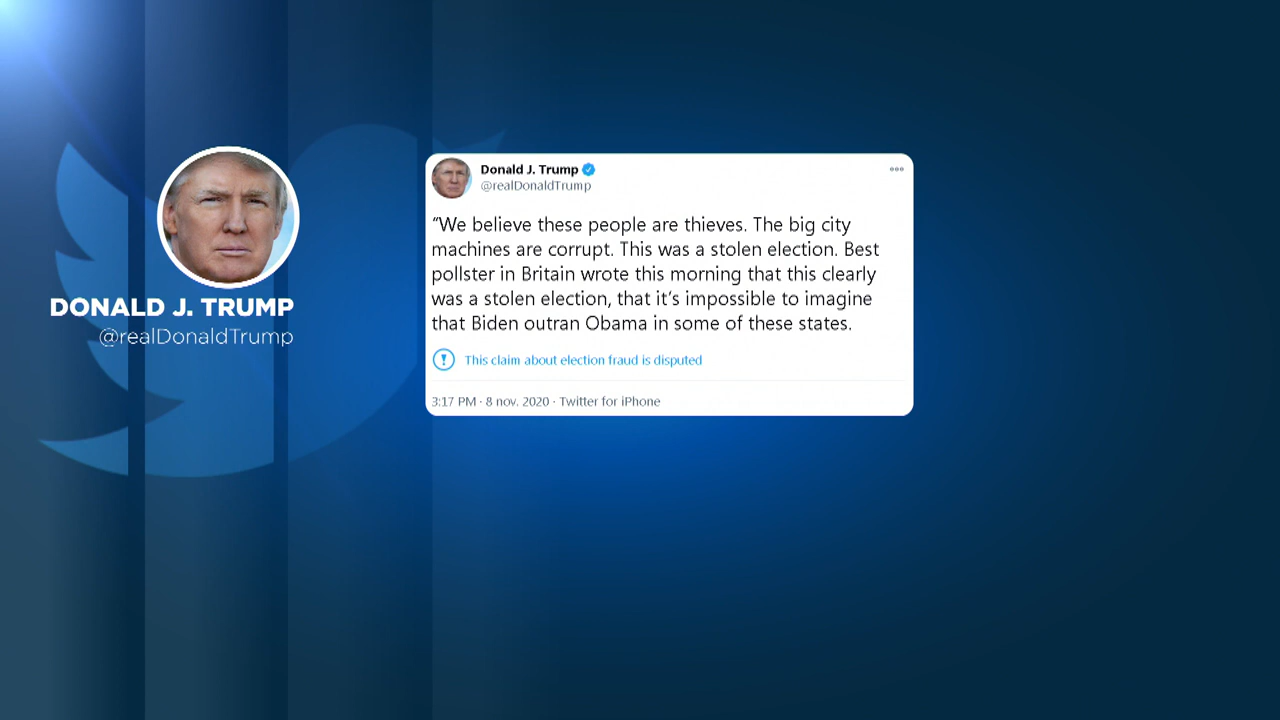 DONALD J. TRUMP
@realDonaldTrump
Donald J. Trump
@realDonaldTrump
“We believe these people are thieves. The big city
machines are corrupt. This was a stolen election. Best
pollster in Britain wrote this morning that this clearly
was a stolen election, that it’s impossible to imagine
that Biden outran Obama in some of these states.
This claim about election fraud is disputed
3:17 PM · 8 nov. 2020 · Twitter for iPhone